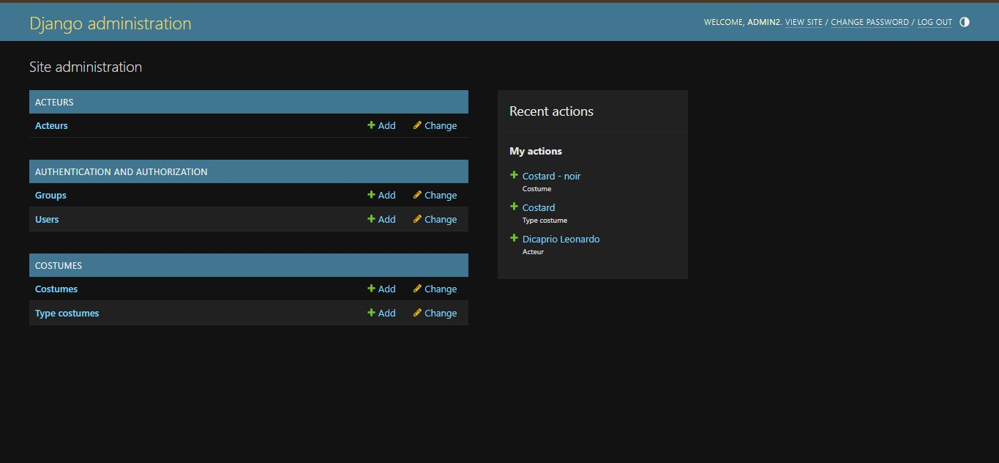 Django administration
WELCOME, ADMIN2. VIEW SITE / CHANGE PASSWORD / LOG OUT
Site administration
ACTEURS
Acteurs Add Change
AUTHENTICATION AND AUTHORIZATION
Groups Add Change
Users Add Change
COSTUMES
Costumes Add Change
Type costumes Add Change
Recent actions
My actions
Costard - noir
Costume
Costard
Type costume
Dicaprio Leonardo
Acteur